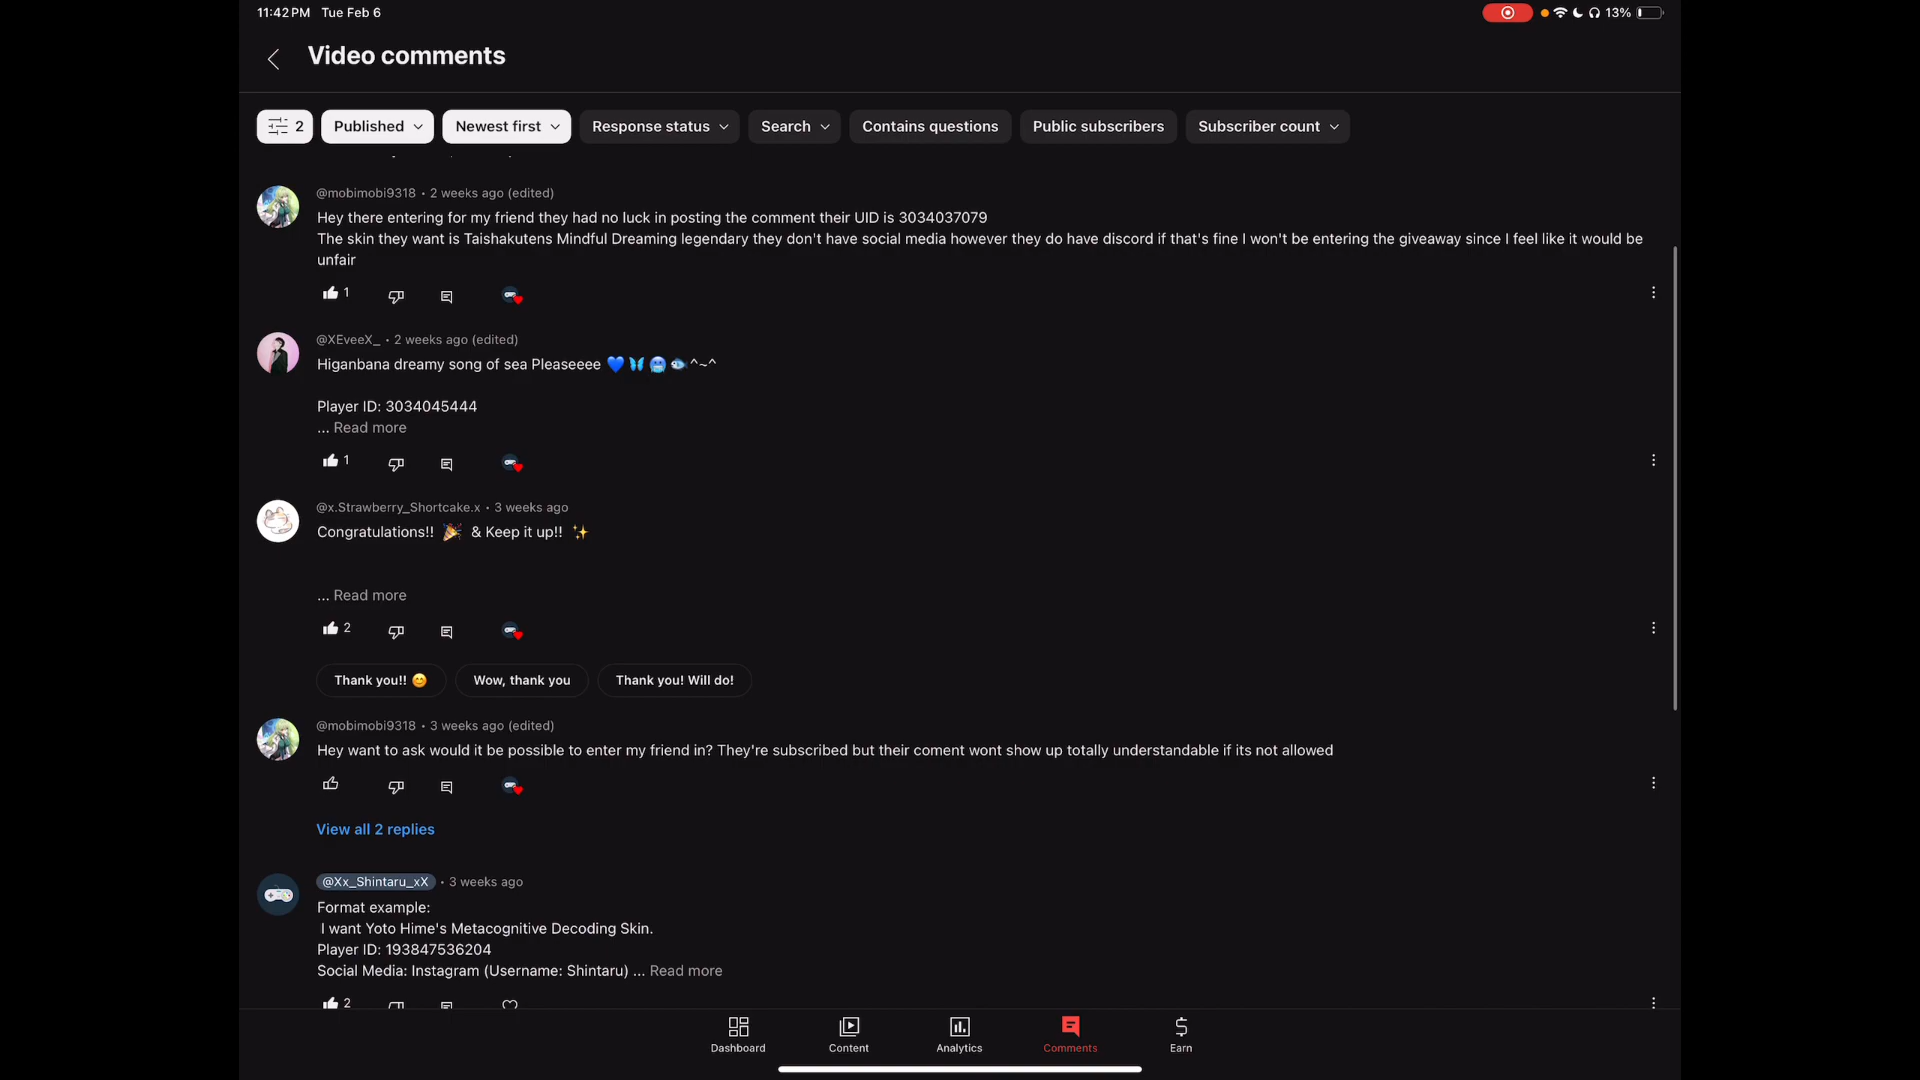 11:42 PM Tue Feb 6
13%
Video comments
2 Published Newest first Response status Search Contains questions Public subscribers Subscriber count
@mobimobi9318 • 2 weeks ago (edited)
Hey there entering for my friend they had no luck in posting the comment their UID is 3034037079
The skin they want is Taishakutens Mindful Dreaming legendary they don't have social media however they do have discord if that's fine I won't be entering the giveaway since I feel like it would be
unfair
1
@XEveeX_ • 2 weeks ago (edited)
Higanbana dreamy song of sea Pleaseeee 💙🦋🥶🐟^~^
Player ID: 3034045444
... Read more
1
@x.Strawberry_Shortcake.x • 3 weeks ago
Congratulations!! 🎉 & Keep it up!! ✨
... Read more
2
Thank you!! 😊 Wow, thank you Thank you! Will do!
@mobimobi9318 • 3 weeks ago (edited)
Hey want to ask would it be possible to enter my friend in? They're subscribed but their coment wont show up totally understandable if its not allowed
View all 2 replies
@Xx_Shintaru_xX • 3 weeks ago
Format example:
I want Yoto Hime's Metacognitive Decoding Skin.
Player ID: 193847536204
Social Media: Instagram (Username: Shintaru) ... Read more
2
Dashboard Content Analytics Comments Earn